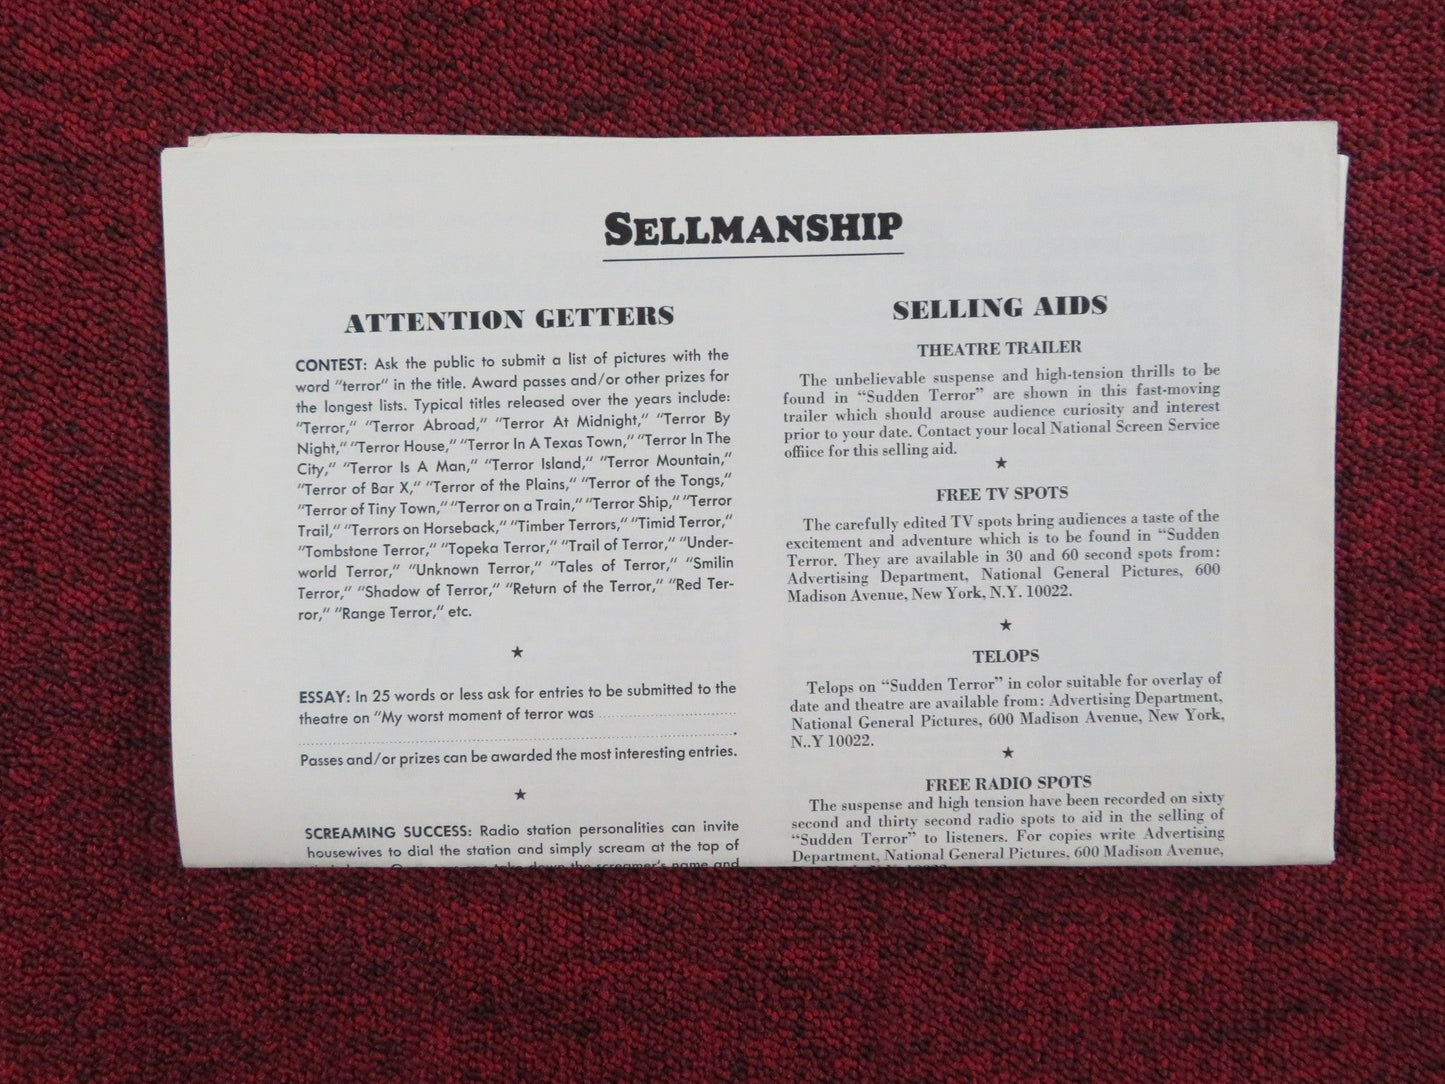 SELLMANSHIP
ATTENTION GETTERS
CONTEST: Ask the public to submit a list of pictures with the
word "terror" in the title. Award passes and/or other prizes for
the longest lists. Typical titles released over the years include:
"Terror," "Terror Abroad," "Terror At Midnight," "Terror By
Night," "Terror House," "Terror In A Texas Town," "Terror In The
City," "Terror Is A Man," "Terror Island," "Terror Mountain,"
"Terror of Bar X," "Terror of the Plains," "Terror of the Tongs,"
"Terror of Tiny Town," "Terror on a Train," "Terror Ship," "Terror
Trail," "Terrors on Horseback," "Timber Terrors," "Timid Terror,"
"Tombstone Terror," "Topeka Terror," "Trail of Terror," "Under-
world Terror," "Unknown Terror," "Tales of Terror," "Smilin
Terror," "Shadow of Terror," "Return of the Terror," "Red Ter-
ror," "Range Terror," etc.
★
ESSAY: In 25 words or less ask for entries to be submitted to the
theatre on "My worst moment of terror was ..............................
..............................................................................................."
Passes and/or prizes can be awarded the most interesting entries.
★
SCREAMING SUCCESS: Radio station personalities can invite
housewives to dial the station and simply scream at the top of
take down the screamer's name and
SELLING AIDS
THEATRE TRAILER
The unbelievable suspense and high-tension thrills to be
found in "Sudden Terror" are shown in this fast-moving
trailer which should arouse audience curiosity and interest
prior to your date. Contact your local National Screen Service
offiice for this selling aid.
★
FREE TV SPOTS
The carefully edited TV spots bring audiences a taste of the
excitement and adventure which is to be found in "Sudden
Terror. They are available in 30 and 60 second spots from:
Advertising Department, National General Pictures, 600
Madison Avenue, New York, N.Y. 10022.
★
TELOPS
Telops on "Sudden Terror" in color suitable for overlay of
date and theatre are available from: Advertising Department,
National General Pictures, 600 Madison Avenue, New York,
N..Y 10022.
★
FREE RADIO SPOTS
The suspense and high tension have been recorded on sixty
second and thirty second radio spots to aid in the selling of
"Sudden Terror" to listeners. For copies write Advertising
Department, National General Pictures, 600 Madison Avenue,